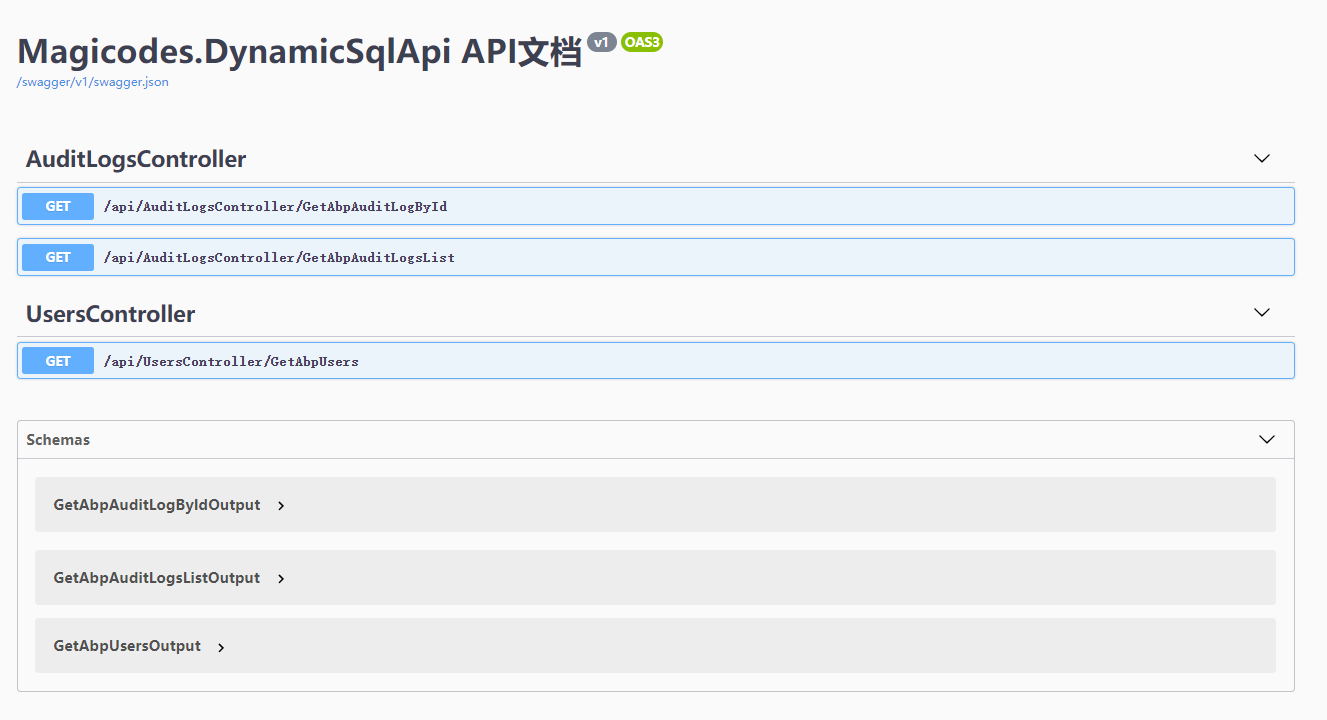 Magicodes.DynamicSqlApi API文档 v1 OAS3
/swagger/v1/swagger.json
AuditLogsController
GET /api/AuditLogsController/GetAbpAuditLogById
GET /api/AuditLogsController/GetAbpAuditLogsList
UsersController
GET /api/UsersController/GetAbpUsers
Schemas
GetAbpAuditLogByIdOutput
GetAbpAuditLogsListOutput
GetAbpUsersOutput